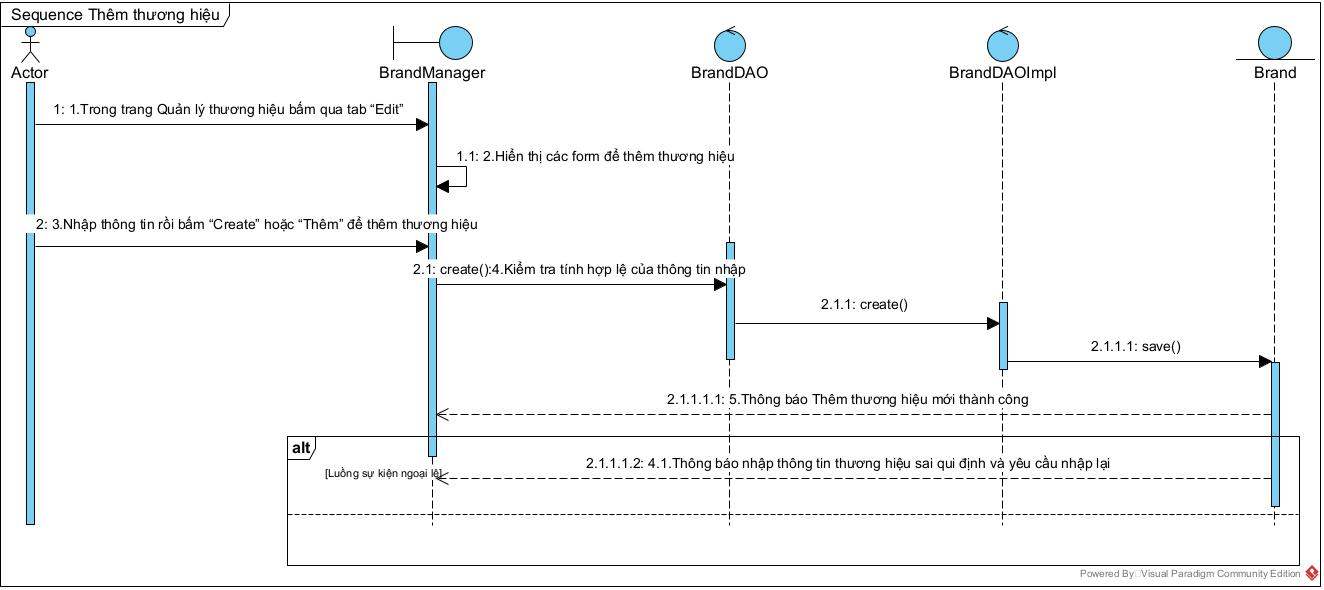 Sequence Thêm thương hiệu
Actor
BrandManager
BrandDAO
BrandDAOImpl
Brand
1: 1.Trong trang Quản lý thương hiệu bấm qua tab “Edit”
1.1: 2.Hiển thị các form để thêm thương hiệu
2: 3.Nhập thông tin rồi bấm “Create” hoặc “Thêm” để thêm thương hiệu
2.1: create():4.Kiểm tra tính hợp lệ của thông tin nhập
2.1.1: create()
2.1.1.1: save()
2.1.1.1.1: 5.Thông báo Thêm thương hiệu mới thành công
alt
2.1.1.1.2: 4.1.Thông báo nhập thông tin thương hiệu sai qui định và yêu cầu nhập lại
[Luồng sự kiện ngoại lệ]
Powered By Visual Paradigm Community Edition